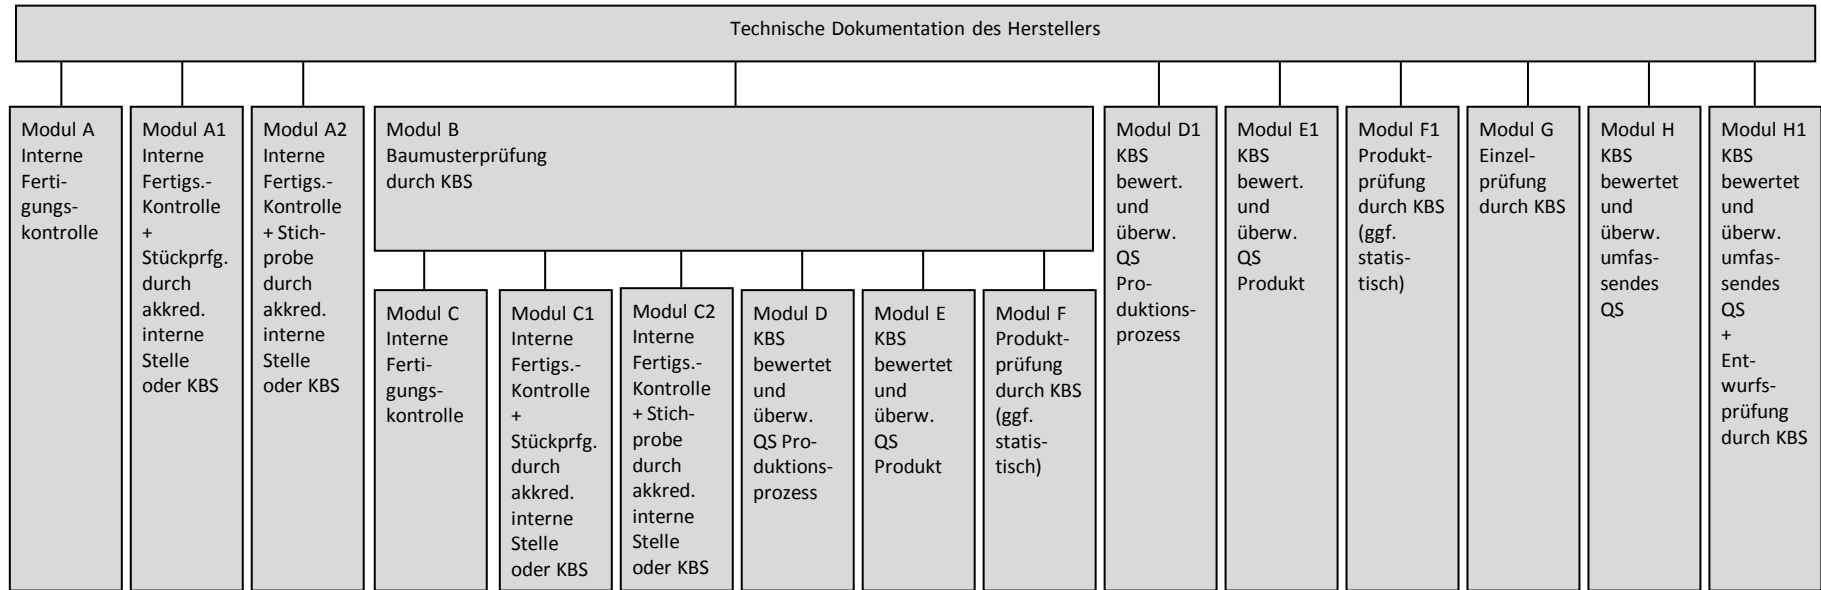 Technische Dokumentation des Herstellers
Modul A
Interne
Ferti-
gungs-
kontrolle
Modul A1
Interne
Fertigs.-
Kontrolle
+
Stückprfg.
durch
akkred.
interne
Stelle
oder KBS
Modul A2
Interne
Fertigs.-
Kontrolle
+ Stich-
probe
durch
akkred.
interne
Stelle
oder KBS
Modul B
Baumusterprüfung
durch KBS
Modul C
Interne
Ferti-
gungs-
kontrolle
Modul C1
Interne
Fertigs.-
Kontrolle
+
Stückprfg.
durch
akkred.
interne
Stelle
oder KBS
Modul C2
Interne
Fertigs.-
Kontrolle
+ Stich-
probe
durch
akkred.
interne
Stelle
oder KBS
Modul D
KBS
bewertet
und
überw.
QS Pro-
duktions-
prozess
Modul E
KBS
bewertet
und
überw.
QS
Produkt
Modul F
Produkt-
prüfung
durch KBS
(ggf.
statis-
tisch)
Modul D1
KBS
bewert.
und
überw.
QS
Pro-
duktions-
prozess
Modul E1
KBS
bewert.
und
überw.
QS
Produkt
Modul F1
Produkt-
prüfung
durch KBS
(ggf.
statis-
tisch)
Modul G
Einzel-
prüfung
durch KBS
Modul H
KBS
bewertet
und
überw.
umfas-
sendes
QS
Modul H1
KBS
bewertet
und
überw.
umfas-
sendes
QS
+
Ent-
wurfs-
prüfung
durch KBS